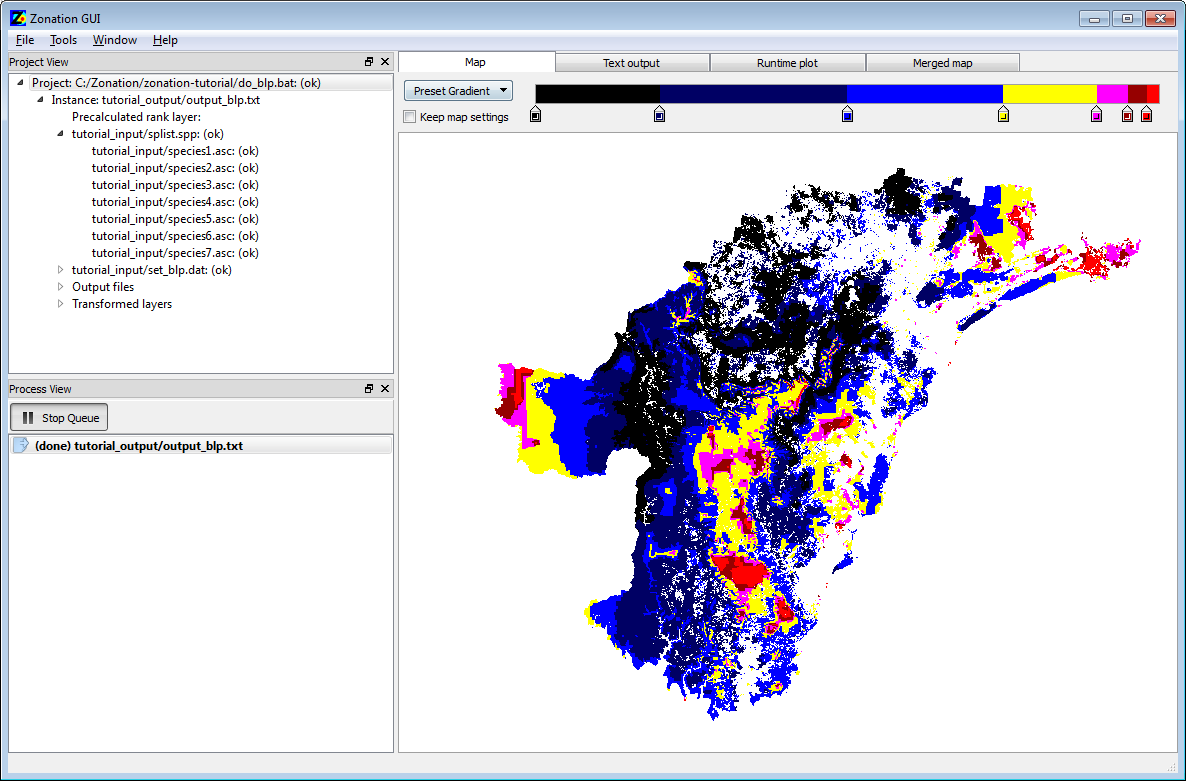 Zonation GUI
File Tools Window Help
Project View
Project: C:/Zonation/zonation-tutorial/do_blp.bat: (ok)
Instance: tutorial_output/output_blp.txt
Precalculated rank layer:
tutorial_input/splist.spp: (ok)
tutorial_input/species1.asc: (ok)
tutorial_input/species2.asc: (ok)
tutorial_input/species3.asc: (ok)
tutorial_input/species4.asc: (ok)
tutorial_input/species5.asc: (ok)
tutorial_input/species6.asc: (ok)
tutorial_input/species7.asc: (ok)
tutorial_input/set_blp.dat: (ok)
Output files
Transformed layers
Process View
Stop Queue
(done) tutorial_output/output_blp.txt
Map Text output Runtime plot Merged map
Preset Gradient
Keep map settings